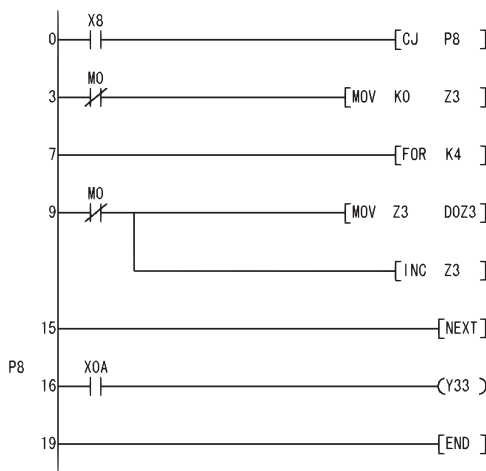 X8
0 [CJ P8 ]
M0
3 [MOV K0 Z3 ]
7 [FOR K4 ]
M0
9 [MOV Z3 D0Z3 ]
[INC Z3 ]
15 [NEXT]
P8 16 X0A (Y33 )
19 [END ]